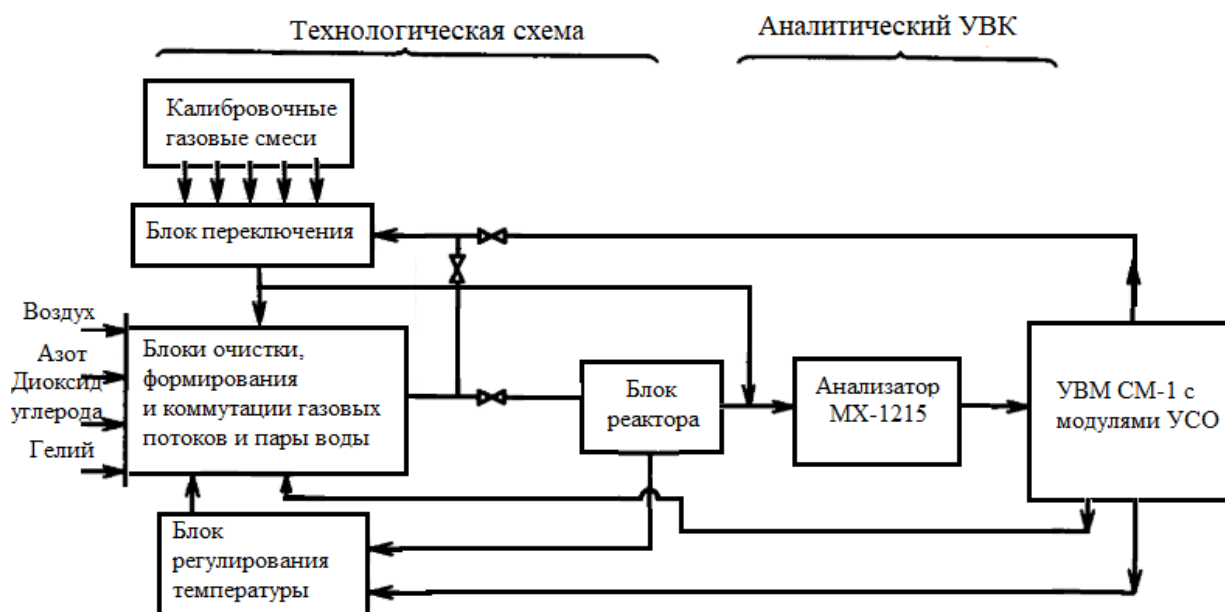 Технологическая схема
Аналитический УВК
Калибровочные
газовые смеси
Блок переключения
Воздух
Азот
Диоксид
углерода
Гелий
Блоки очистки,
формирования
и коммутации газовых
потоков и пары воды
Блок
реактора
Анализатор
МХ-1215
УВМ СМ-1 с
модулями УСО
Блок
регулирования
температуры